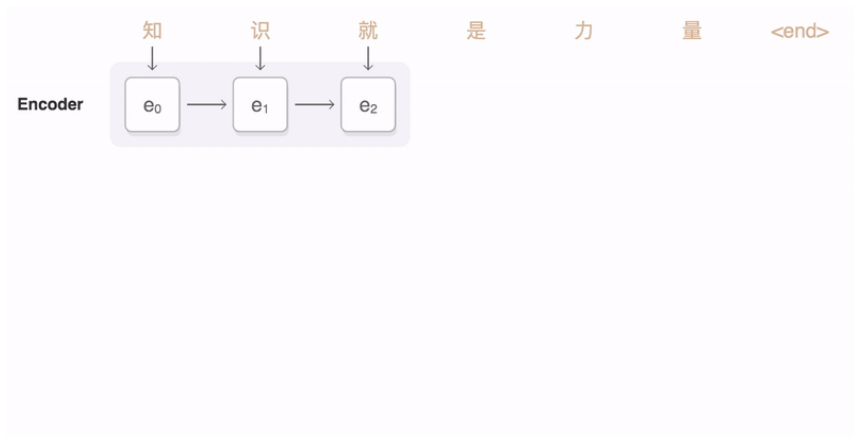 知 识 就 是 力 量 <end>
Encoder e₀ e₁ e₂